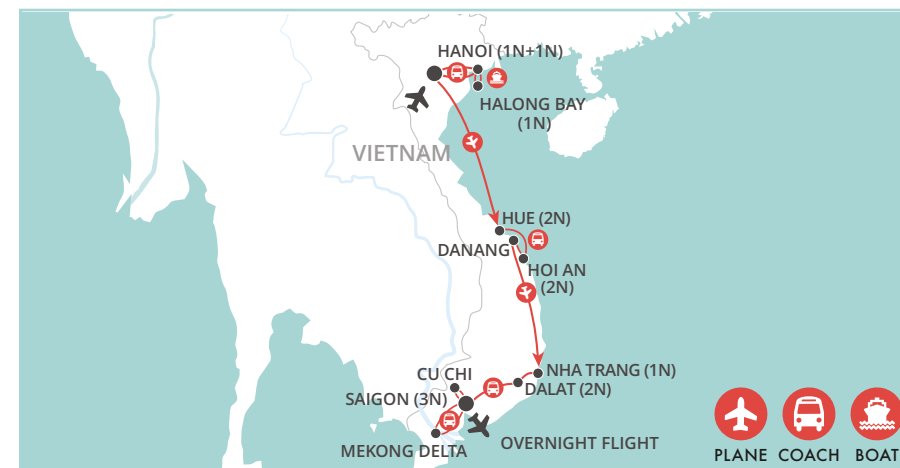 HANOI (1N+1N)
HALONG BAY
(1N)
VIETNAM
HUE (2N)
DANANG
HOI AN
(2N)
CU CHI
NHA TRANG (1N)
DALAT (2N)
SAIGON (3N)
MEKONG DELTA
OVERNIGHT FLIGHT
PLANE COACH BOAT